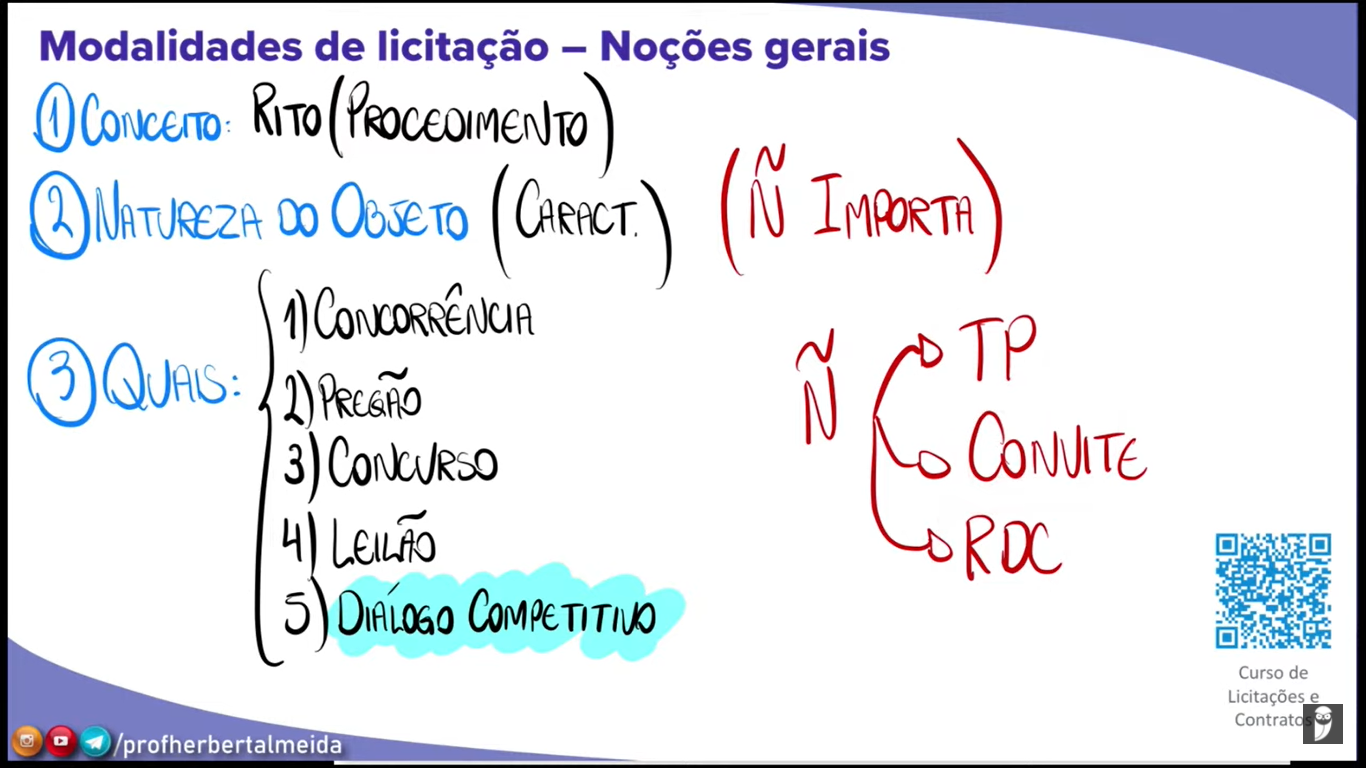 Modalidades de licitação – Noções gerais
1 CONCEITO: RITO (PROCEDIMENTO)
2 NATUREZA DO OBJETO (CARACT.) (Ñ IMPORTA)
3 QUAIS:
1) CONCORRÊNCIA
2) PREGÃO
3) CONCURSO
4) LEILÃO
5) DIÁLOGO COMPETITIVO
Ñ
TP
CONVITE
RDC
Curso de
Licitações e
Contratos
/profherbertalmeida